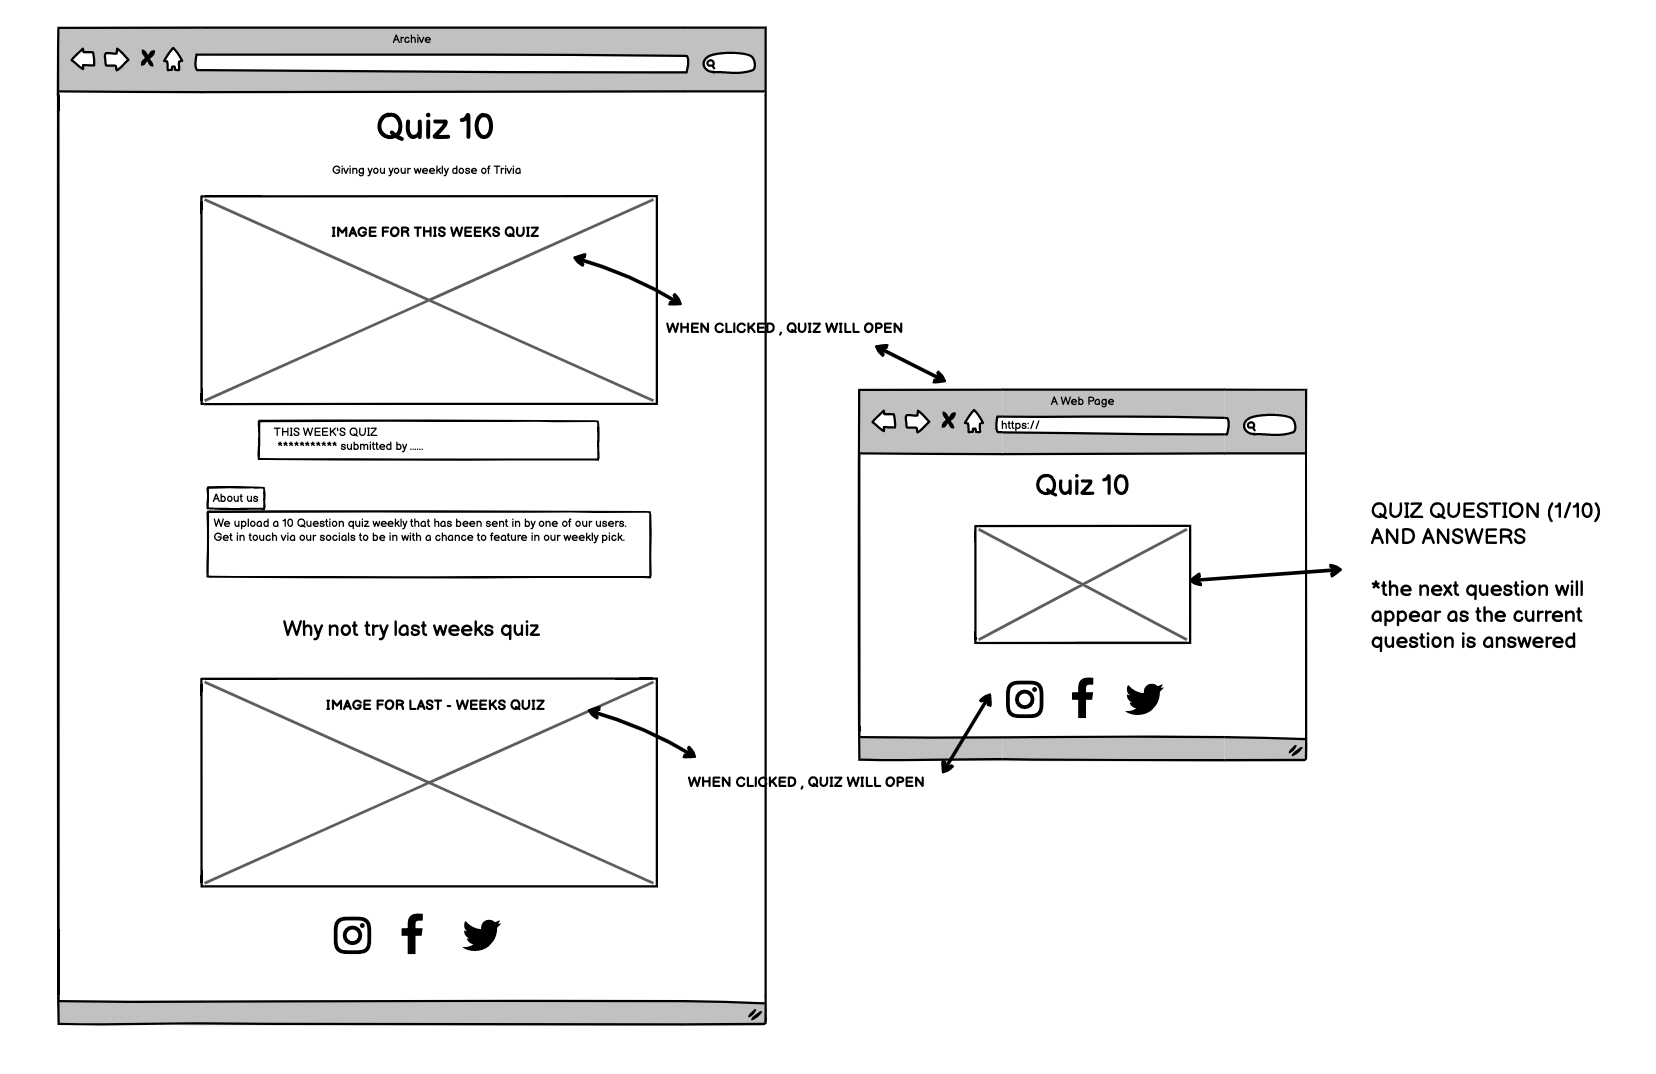 Archive
Quiz 10
Giving you your weekly dose of Trivia
IMAGE FOR THIS WEEKS QUIZ
WHEN CLICKED , QUIZ WILL OPEN
THIS WEEK'S QUIZ
*********** submitted by ......
About us
We upload a 10 Question quiz weekly that has been sent in by one of our users.
Get in touch via our socials to be in with a chance to feature in our weekly pick.
Why not try last weeks quiz
IMAGE FOR LAST - WEEKS QUIZ
WHEN CLICKED , QUIZ WILL OPEN
A Web Page
https://
Quiz 10
QUIZ QUESTION (1/10)
AND ANSWERS
*the next question will
appear as the current
question is answered